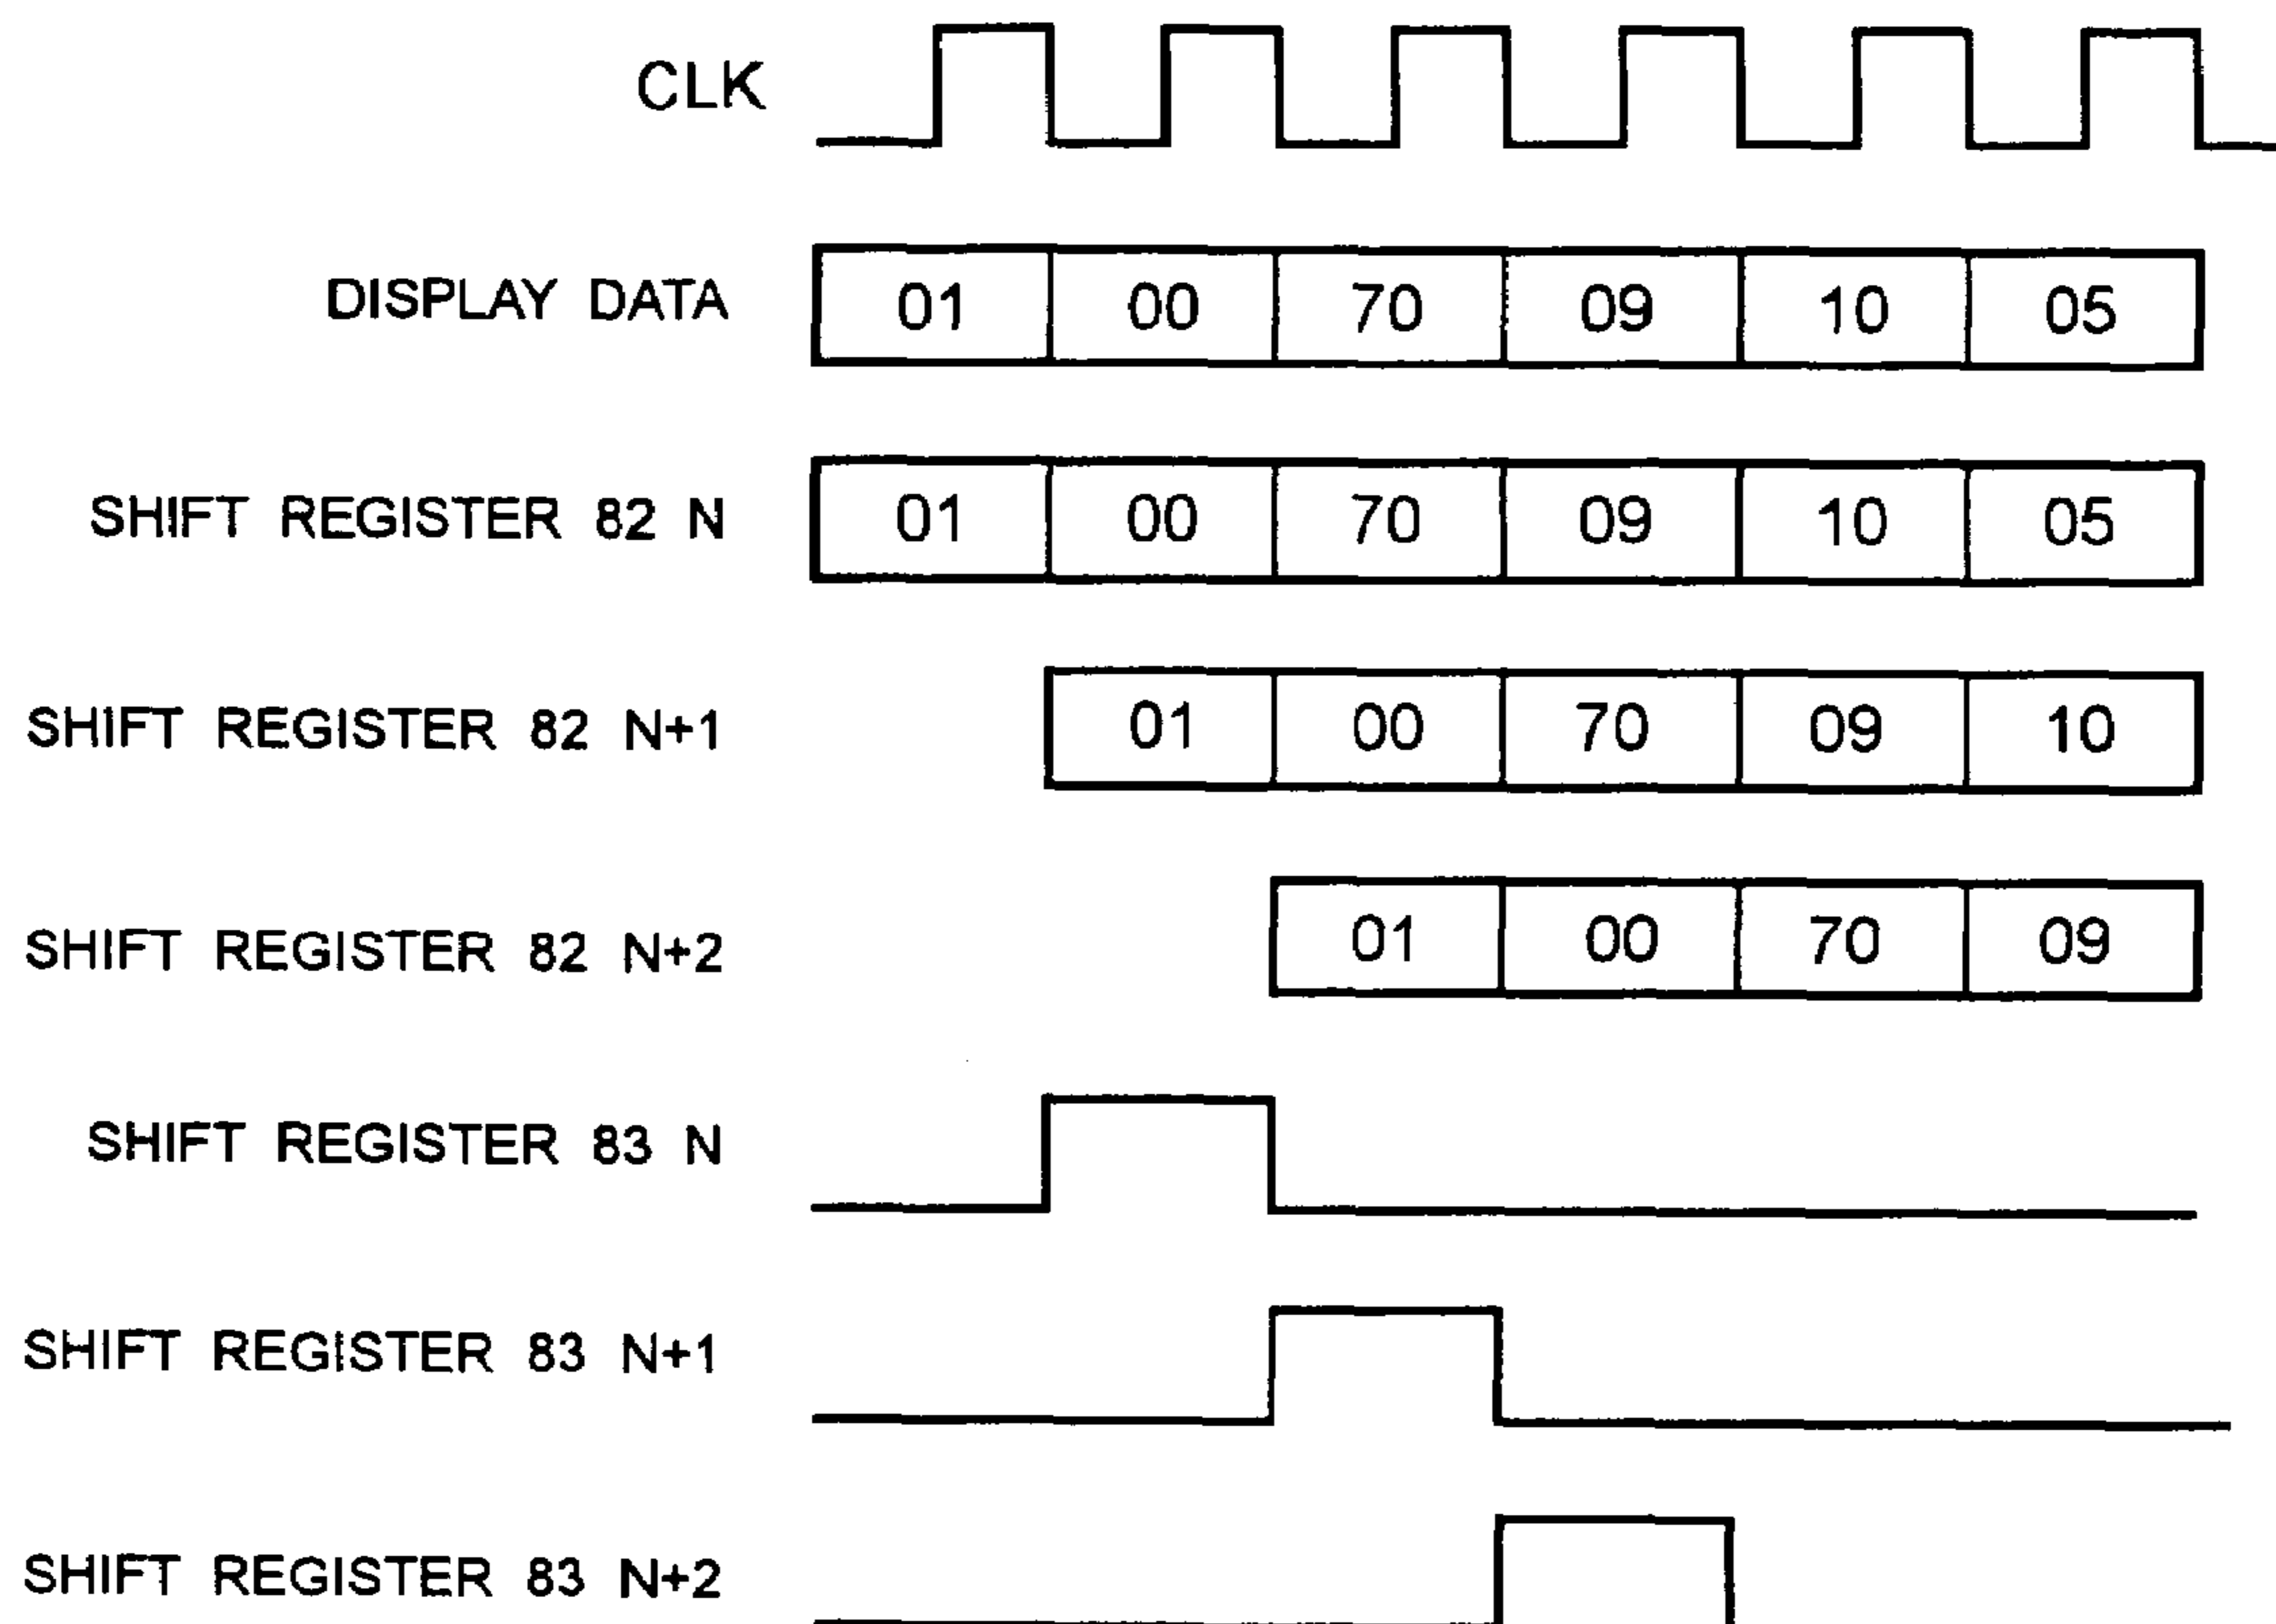 CLK
DISPLAY DATA 01 00 70 09 10 05
SHIFT REGISTER 82 N 01 00 70 09 10 05
SHIFT REGISTER 82 N+1 01 00 70 09 10
SHIFT REGISTER 82 N+2 01 00 70 09
SHIFT REGISTER 83 N
SHIFT REGISTER 83 N+1
SHIFT REGISTER 83 N+2